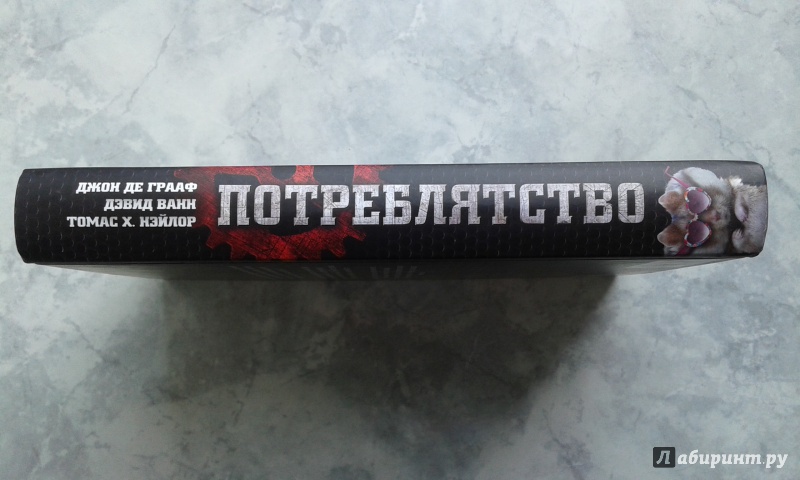 ДЖОН ДЕ ГРААФ
ДЭВИД ВАНН
ТОМАС Х. НЭЙЛОР
ПОТРЕБЛЯТСТВО
Лабиринт.ру